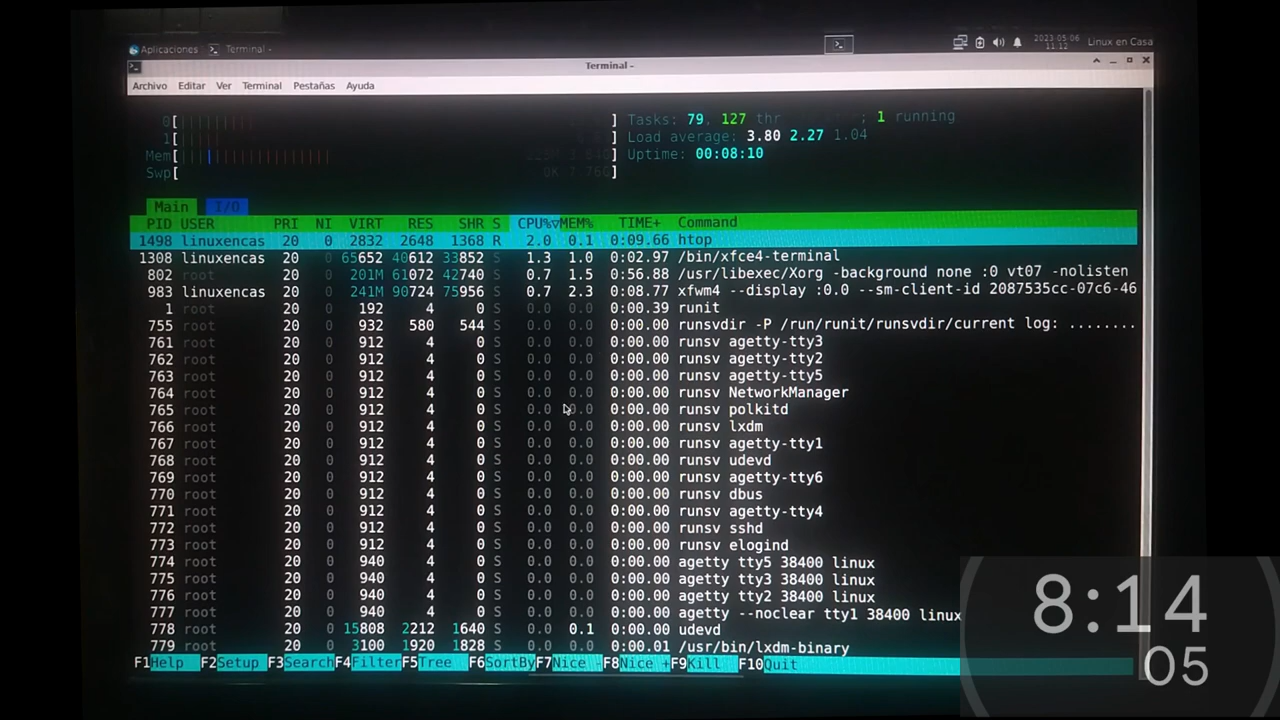 Aplicaciones Terminal -
2023-05-06
11:12
Linux en Casa
Terminal -
Archivo Editar Ver Terminal Pestañas Ayuda
0[ ] Tasks: 79, 127 thr ; 1 running
1[ ] Load average: 3.80 2.27 1.04
Mem[ ] Uptime: 00:08:10
Swp[ 0K 7.76G]
Main I/O
PID USER PRI NI VIRT RES SHR S CPU%▽MEM% TIME+ Command
1498 linuxencas 20 0 2832 2648 1368 R 2.0 0.1 0:09.66 htop
1308 linuxencas 20 0 65652 40612 33852 S 1.3 1.0 0:02.97 /bin/xfce4-terminal
802 root 20 0 201M 61072 42740 S 0.7 1.5 0:56.88 /usr/libexec/Xorg -background none :0 vt07 -nolisten
983 linuxencas 20 0 241M 90724 75956 S 0.7 2.3 0:08.77 xfwm4 --display :0.0 --sm-client-id 2087535cc-07c6-46
1 root 20 0 192 4 0 S 0.0 0.0 0:00.39 runit
755 root 20 0 932 580 544 S 0.0 0.0 0:00.00 runsvdir -P /run/runit/runsvdir/current log: ........
761 root 20 0 912 4 0 S 0.0 0.0 0:00.00 runsv agetty-tty3
762 root 20 0 912 4 0 S 0.0 0.0 0:00.00 runsv agetty-tty2
763 root 20 0 912 4 0 S 0.0 0.0 0:00.00 runsv agetty-tty5
764 root 20 0 912 4 0 S 0.0 0.0 0:00.00 runsv NetworkManager
765 root 20 0 912 4 0 S 0.0 0.0 0:00.00 runsv polkitd
766 root 20 0 912 4 0 S 0.0 0.0 0:00.00 runsv lxdm
767 root 20 0 912 4 0 S 0.0 0.0 0:00.00 runsv agetty-tty1
768 root 20 0 912 4 0 S 0.0 0.0 0:00.00 runsv udevd
769 root 20 0 912 4 0 S 0.0 0.0 0:00.00 runsv agetty-tty6
770 root 20 0 912 4 0 S 0.0 0.0 0:00.00 runsv dbus
771 root 20 0 912 4 0 S 0.0 0.0 0:00.00 runsv agetty-tty4
772 root 20 0 912 4 0 S 0.0 0.0 0:00.00 runsv sshd
773 root 20 0 912 4 0 S 0.0 0.0 0:00.00 runsv elogind
774 root 20 0 940 4 0 S 0.0 0.0 0:00.00 agetty tty5 38400 linux
775 root 20 0 940 4 0 S 0.0 0.0 0:00.00 agetty tty3 38400 linux
776 root 20 0 940 4 0 S 0.0 0.0 0:00.00 agetty tty2 38400 linux
777 root 20 0 940 4 0 S 0.0 0.0 0:00.00 agetty --noclear tty1 38400 linux
778 root 20 0 15808 2212 1640 S 0.0 0.1 0:00.00 udevd
779 root 20 0 3100 1920 1828 S 0.0 0.0 0:00.01 /usr/bin/lxdm-binary
F1Help F2Setup F3Search F4Filter F5Tree F6SortBy F7Nice - F8Nice + F9Kill F10Quit
8:14
05